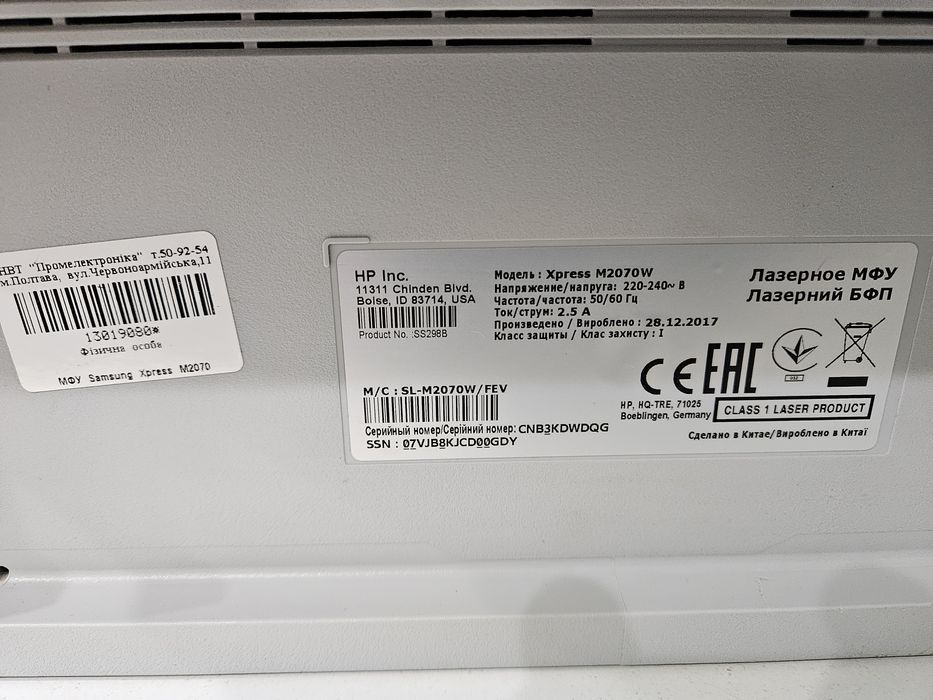 НВТ "Промелектроніка" т.50-92-54
м.Полтава, вул.Червоноармійська,11
13019080*
Фізична особа
МФУ Samsung Xpress M2070
HP Inc.
11311 Chinden Blvd.
Boise, ID 83714, USA
Product No. :SS298B
Модель : Xpress M2070W
Напряжение/напруга: 220-240~ В
Частота/частота: 50/60 Гц
Ток/струм: 2.5 A
Произведено / Вироблено : 28.12.2017
Класс защиты / Клас захисту : I
Лазерное МФУ
Лазерний БФП
M/C : SL-M2070W/FEV
Серийный номер/Серійний номер: CNB3KDWDQG
SSN : 07VJB8KJCD00GDY
CE EAC
HP, HQ-TRE, 71025
Boeblingen, Germany
CLASS 1 LASER PRODUCT
Сделано в Китае/Вироблено в Китаї